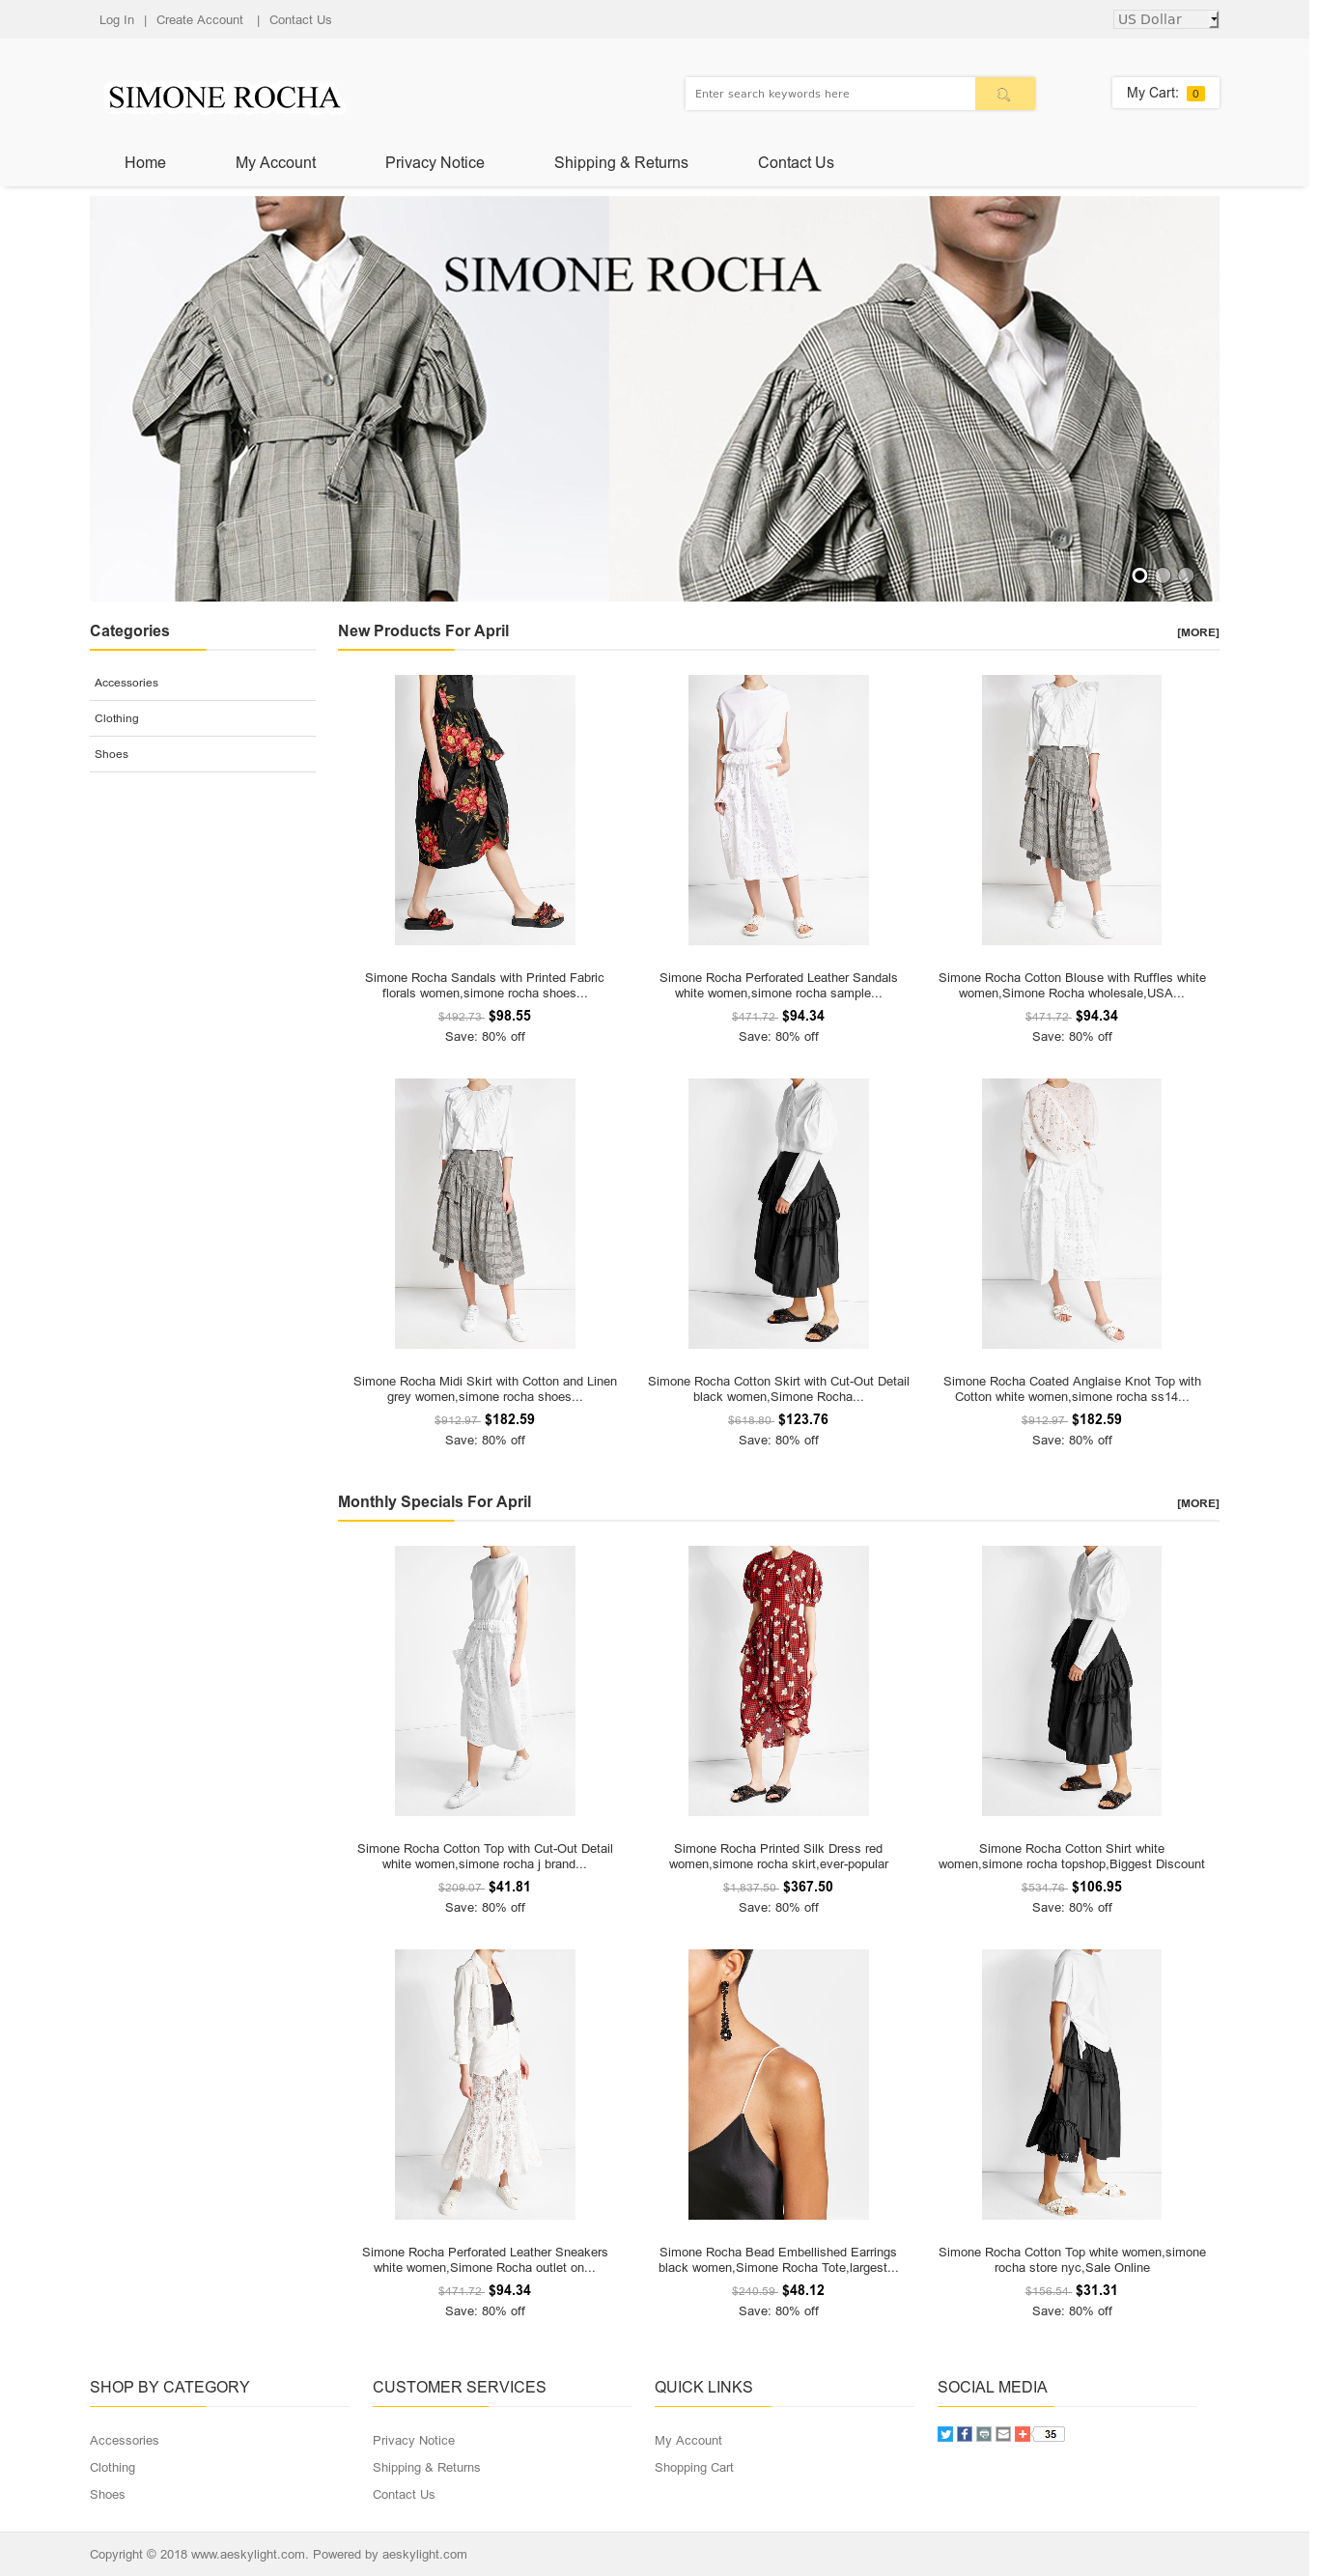 Log In | Create Account | Contact Us
US Dollar
SIMONE ROCHA
Enter search keywords here
My Cart: 0
Home My Account Privacy Notice Shipping & Returns Contact Us
SIMONE ROCHA
Categories
Accessories
Clothing
Shoes
New Products For April
[MORE]
Simone Rocha Sandals with Printed Fabric
florals women,simone rocha shoes...
$492.73 $98.55
Save: 80% off
Simone Rocha Perforated Leather Sandals
white women,simone rocha sample...
$471.72 $94.34
Save: 80% off
Simone Rocha Cotton Blouse with Ruffles white
women,Simone Rocha wholesale,USA...
$471.72 $94.34
Save: 80% off
Simone Rocha Midi Skirt with Cotton and Linen
grey women,simone rocha shoes...
$912.97 $182.59
Save: 80% off
Simone Rocha Cotton Skirt with Cut-Out Detail
black women,Simone Rocha...
$618.80 $123.76
Save: 80% off
Simone Rocha Coated Anglaise Knot Top with
Cotton white women,simone rocha ss14...
$912.97 $182.59
Save: 80% off
Monthly Specials For April
[MORE]
Simone Rocha Cotton Top with Cut-Out Detail
white women,simone rocha j brand...
$209.07 $41.81
Save: 80% off
Simone Rocha Printed Silk Dress red
women,simone rocha skirt,ever-popular
$1,837.50 $367.50
Save: 80% off
Simone Rocha Cotton Shirt white
women,simone rocha topshop,Biggest Discount
$534.76 $106.95
Save: 80% off
Simone Rocha Perforated Leather Sneakers
white women,Simone Rocha outlet on...
$471.72 $94.34
Save: 80% off
Simone Rocha Bead Embellished Earrings
black women,Simone Rocha Tote,largest...
$240.59 $48.12
Save: 80% off
Simone Rocha Cotton Top white women,simone
rocha store nyc,Sale Online
$156.54 $31.31
Save: 80% off
SHOP BY CATEGORY
Accessories
Clothing
Shoes
CUSTOMER SERVICES
Privacy Notice
Shipping & Returns
Contact Us
QUICK LINKS
My Account
Shopping Cart
SOCIAL MEDIA
35
Copyright © 2018 www.aeskylight.com. Powered by aeskylight.com